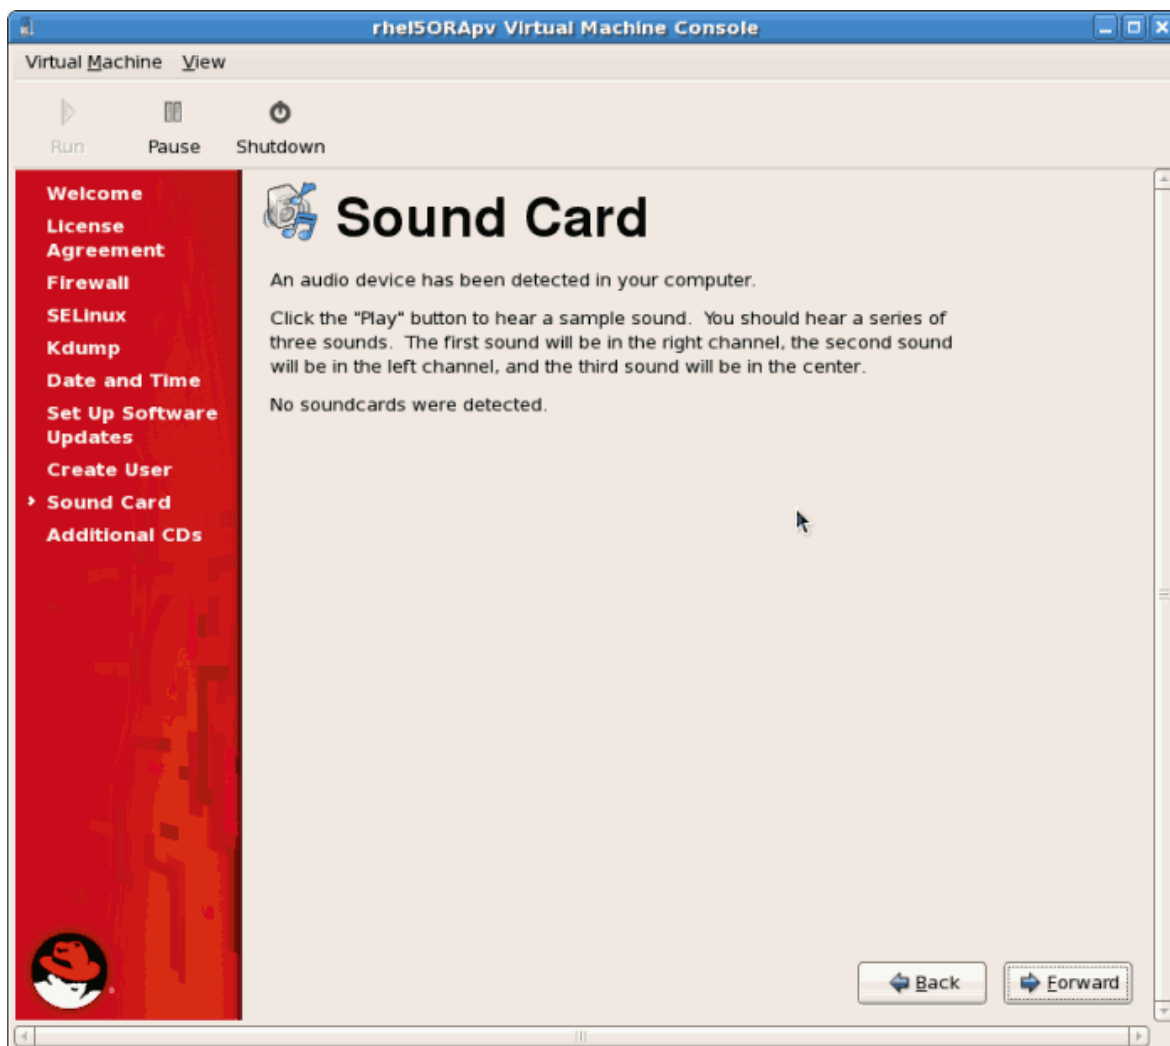 rhel5ORApv Virtual Machine Console
Virtual Machine View
Run Pause Shutdown
Welcome
License
Agreement
Firewall
SELinux
Kdump
Date and Time
Set Up Software
Updates
Create User
Sound Card
Additional CDs
Sound Card
An audio device has been detected in your computer.
Click the "Play" button to hear a sample sound.  You should hear a series of
three sounds.  The first sound will be in the right channel, the second sound
will be in the left channel, and the third sound will be in the center.
No soundcards were detected.
Back Forward